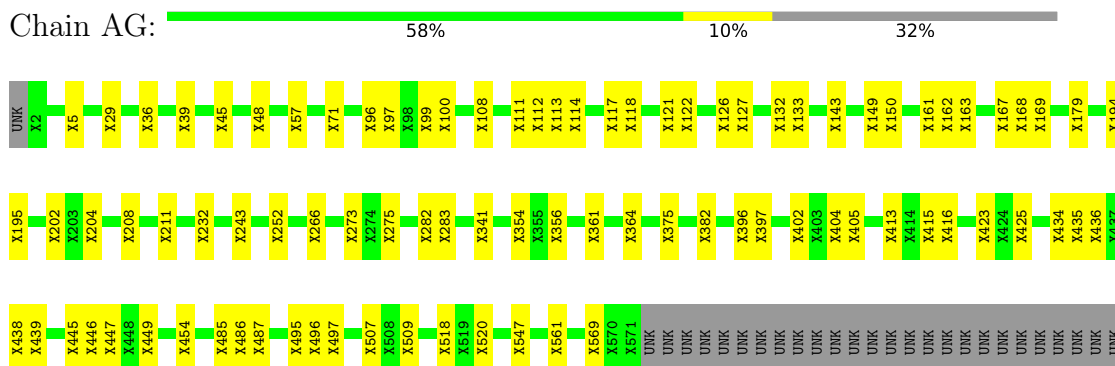 Chain AG:
58% 10% 32%
UNK X2 X5 X29 X36 X39 X45 X48 X57 X71 X96 X97 X98 X99 X100 X108 X111 X112 X113 X114 X117 X118 X121 X122 X126 X127 X132 X133 X143 X149 X150 X161 X162 X163 X167 X168 X169 X179 X194
X195 X202 X203 X204 X208 X211 X232 X243 X252 X266 X273 X274 X275 X282 X283 X341 X354 X355 X356 X361 X364 X375 X382 X396 X397 X402 X403 X404 X405 X413 X414 X415 X416 X423 X424 X425 X434 X435 X436 X437
X438 X439 X445 X446 X447 X448 X449 X454 X485 X486 X487 X495 X496 X497 X507 X508 X509 X518 X519 X520 X547 X561 X569 X570 X571 UNK UNK UNK UNK UNK UNK UNK UNK UNK UNK UNK UNK UNK UNK UNK UNK UNK UNK UNK UNK UNK UNK UNK UNK UNK